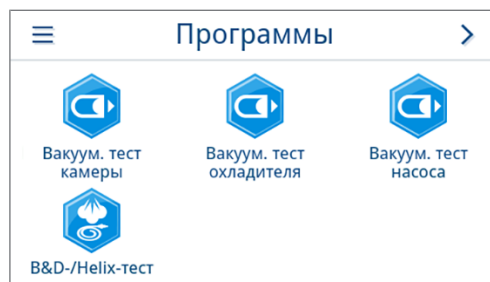 Программы
Вакуум. тест
камеры
Вакуум. тест
охладителя
Вакуум. тест
насоса
B&D-/Helix-тест